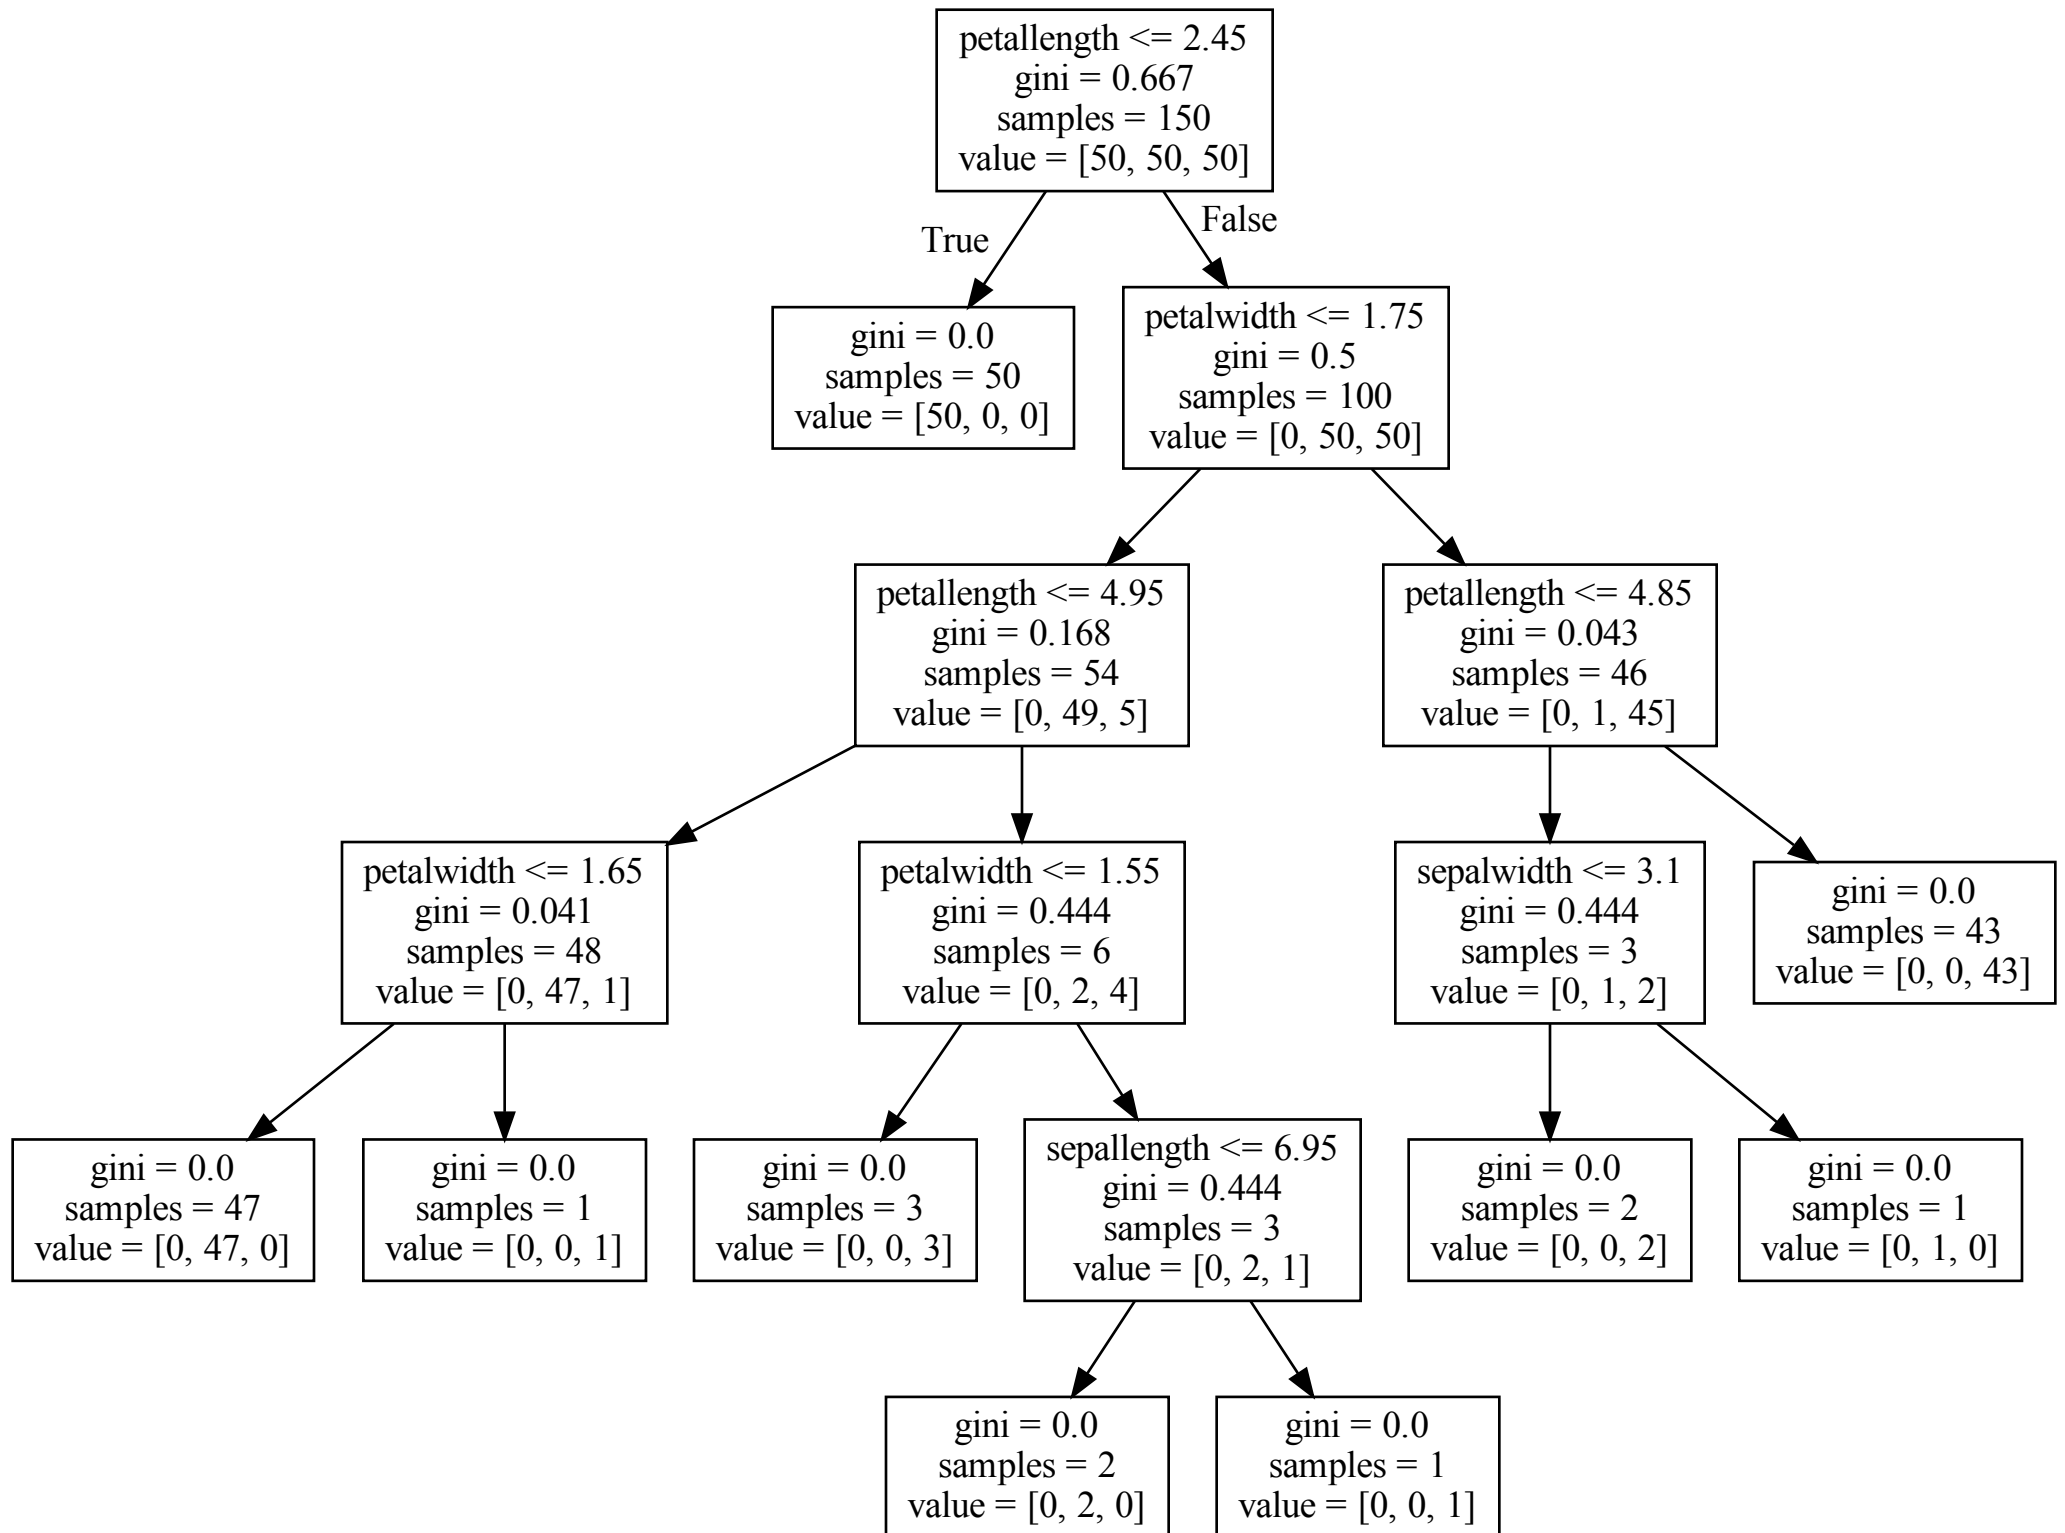 petallength <= 2.45
gini = 0.667
samples = 150
value = [50, 50, 50]
True
False
gini = 0.0
samples = 50
value = [50, 0, 0]
petalwidth <= 1.75
gini = 0.5
samples = 100
value = [0, 50, 50]
petallength <= 4.95
gini = 0.168
samples = 54
value = [0, 49, 5]
petallength <= 4.85
gini = 0.043
samples = 46
value = [0, 1, 45]
petalwidth <= 1.65
gini = 0.041
samples = 48
value = [0, 47, 1]
petalwidth <= 1.55
gini = 0.444
samples = 6
value = [0, 2, 4]
sepalwidth <= 3.1
gini = 0.444
samples = 3
value = [0, 1, 2]
gini = 0.0
samples = 43
value = [0, 0, 43]
gini = 0.0
samples = 47
value = [0, 47, 0]
gini = 0.0
samples = 1
value = [0, 0, 1]
gini = 0.0
samples = 3
value = [0, 0, 3]
sepallength <= 6.95
gini = 0.444
samples = 3
value = [0, 2, 1]
gini = 0.0
samples = 2
value = [0, 0, 2]
gini = 0.0
samples = 1
value = [0, 1, 0]
gini = 0.0
samples = 2
value = [0, 2, 0]
gini = 0.0
samples = 1
value = [0, 0, 1]